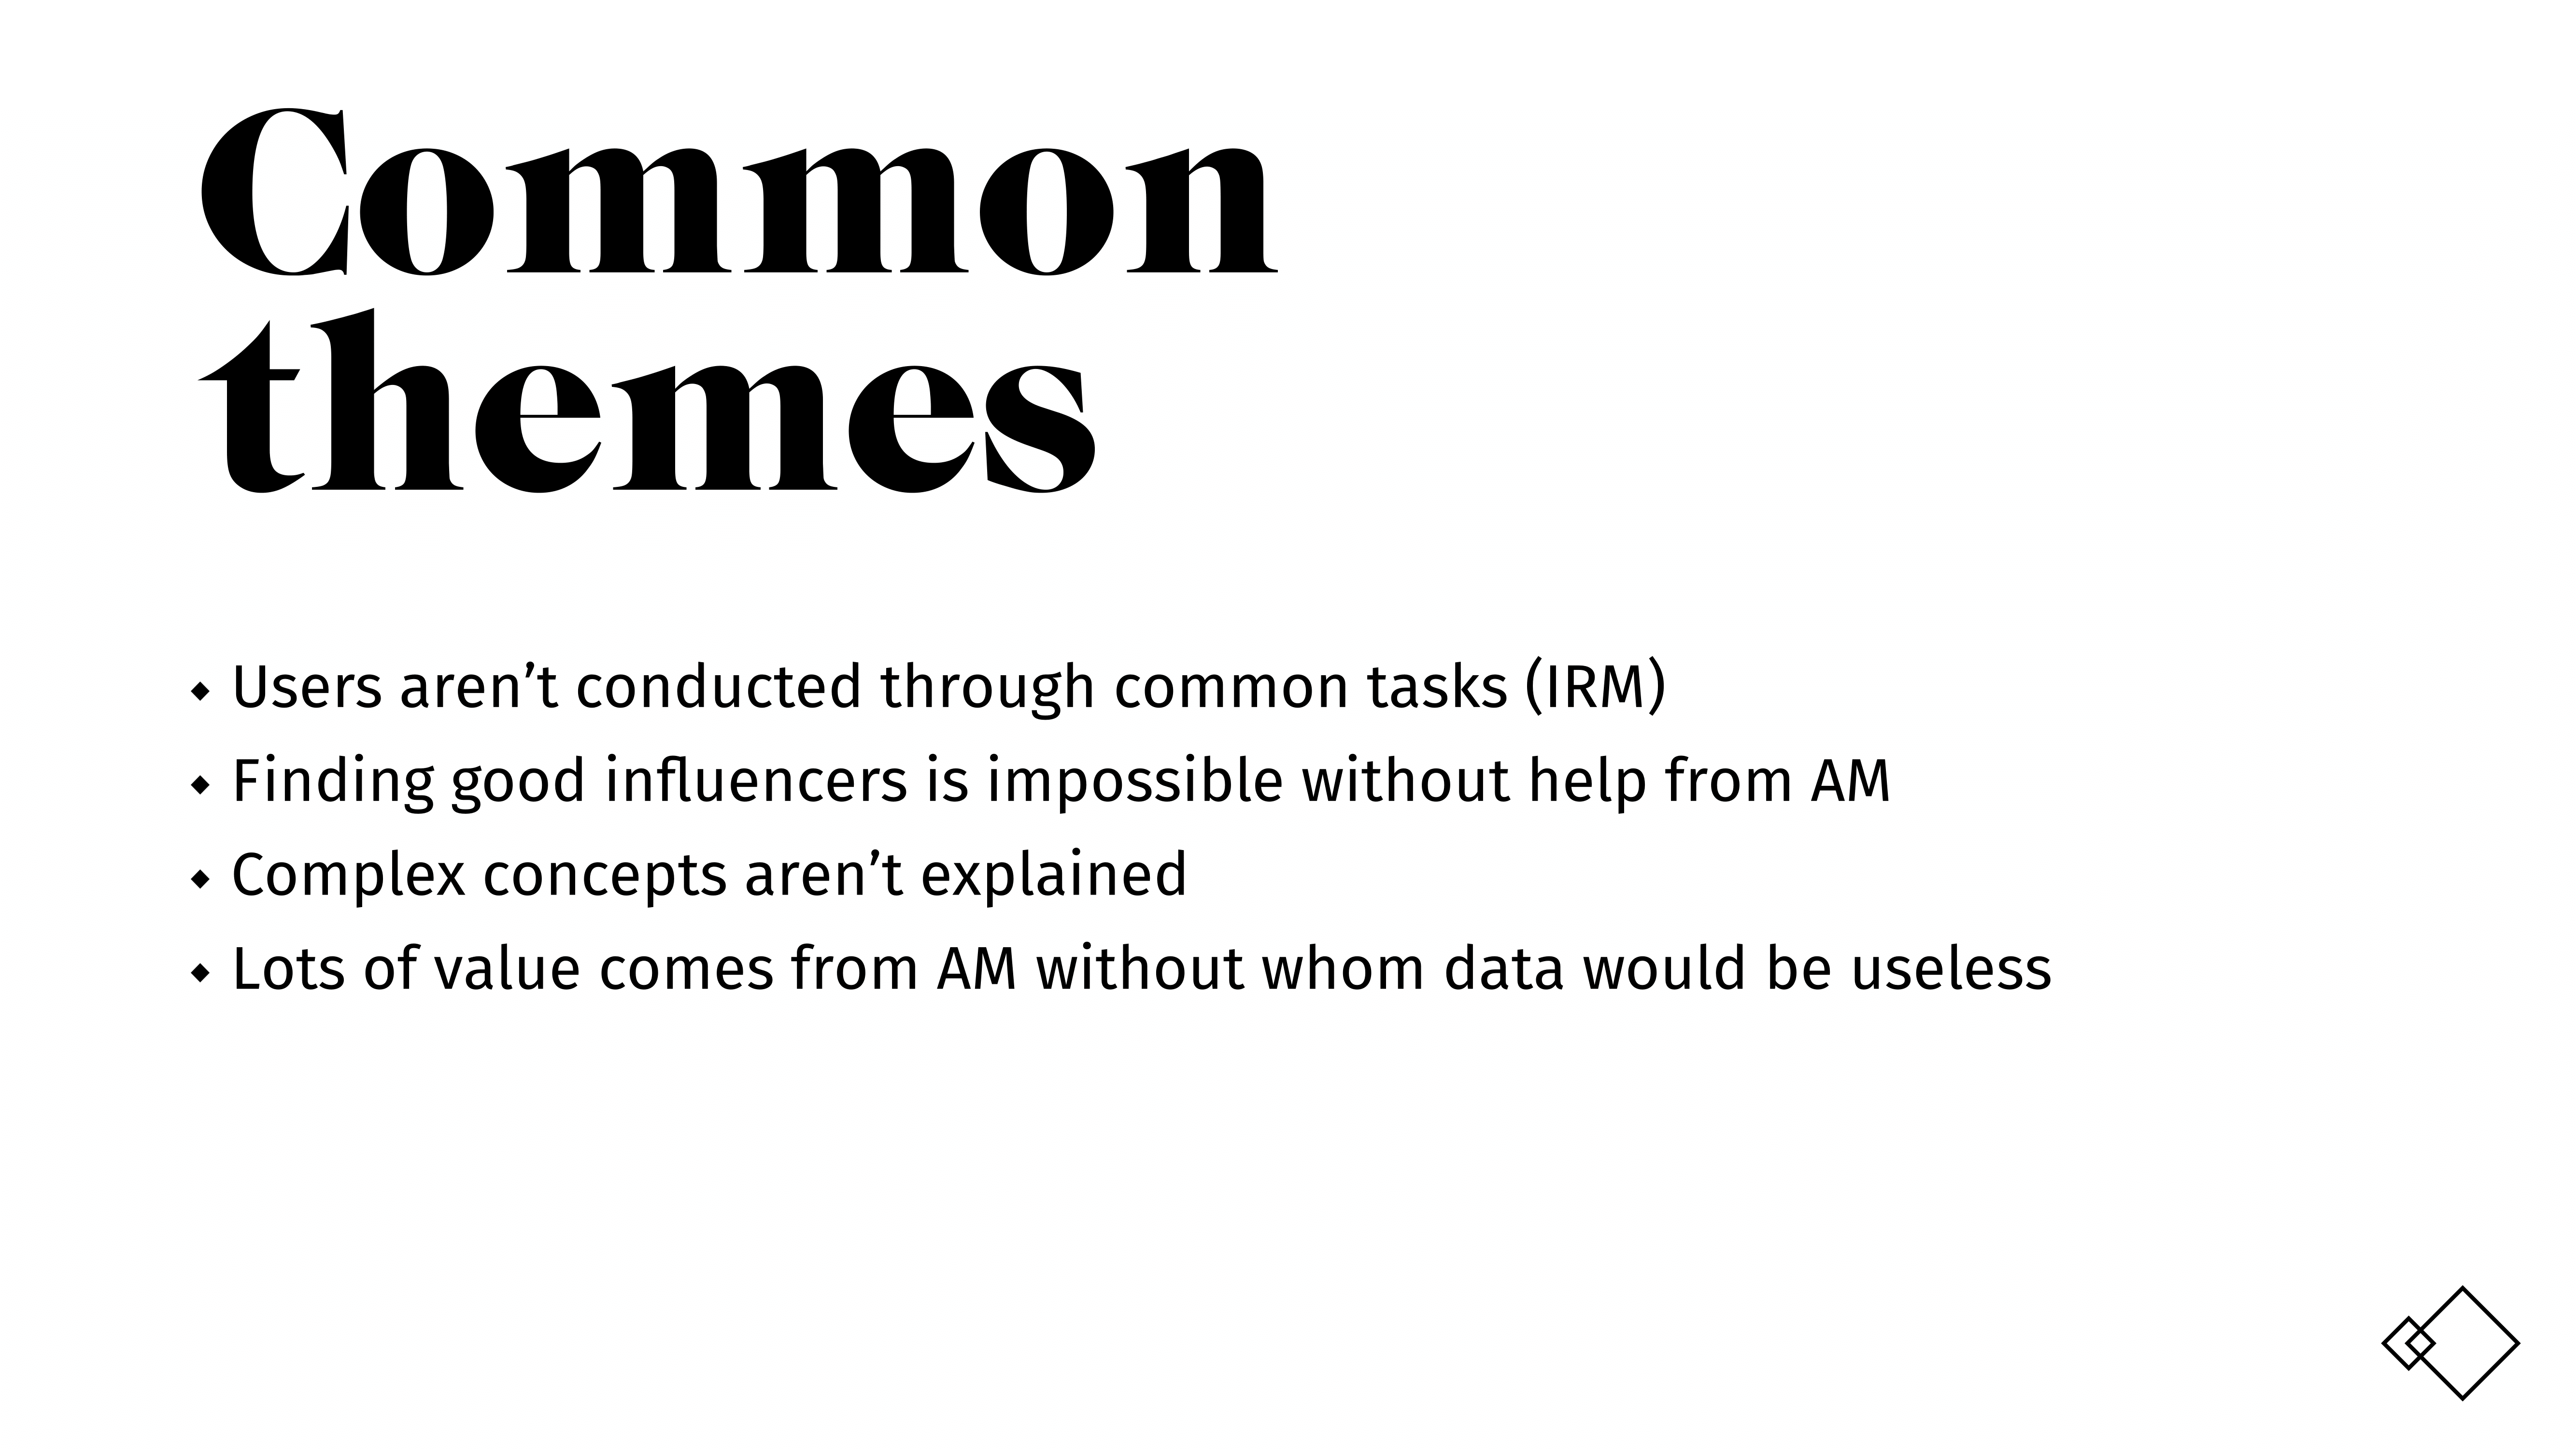 Common
themes
◆ Users aren’t conducted through common tasks (IRM)
◆ Finding good influencers is impossible without help from AM
◆ Complex concepts aren’t explained
◆ Lots of value comes from AM without whom data would be useless